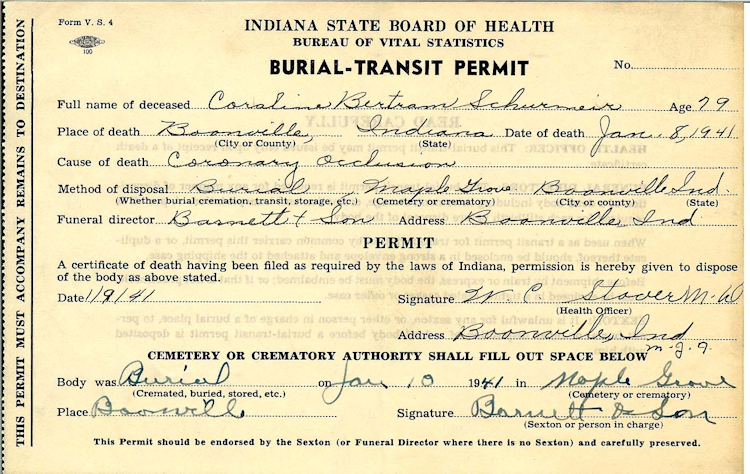 Form V. S. 4
100
INDIANA STATE BOARD OF HEALTH
BUREAU OF VITAL STATISTICS
BURIAL-TRANSIT PERMIT
No.
Full name of deceased Coraline Bertram Schurmeir Age 79
Place of death Boonville, Indiana Date of death Jan. 8, 1941
(City or County) (State)
Cause of death Coronary Occlusion
Method of disposal Burial, Maple Grove Boonville Ind.
(Whether burial cremation, transit, storage, etc.) (Cemetery or crematory) (City or county) (State)
Funeral director Barnett & Son Address Boonville, Ind
PERMIT
A certificate of death having been filed as required by the laws of Indiana, permission is hereby given to dispose
of the body as above stated.
Date 1/9/41 Signature W C Stover M.D
(Health Officer)
Address Boonville, Ind
CEMETERY OR CREMATORY AUTHORITY SHALL FILL OUT SPACE BELOW
Body was Burial on Jan 10 1941 in Maple Grove
(Cremated, buried, stored, etc.) (Cemetery or crematory)
Place Boonvill Signature Barnett & Son
(Sexton or person in charge)
This Permit should be endorsed by the Sexton (or Funeral Director where there is no Sexton) and carefully preserved.
THIS PERMIT MUST ACCOMPANY REMAINS TO DESTINATION